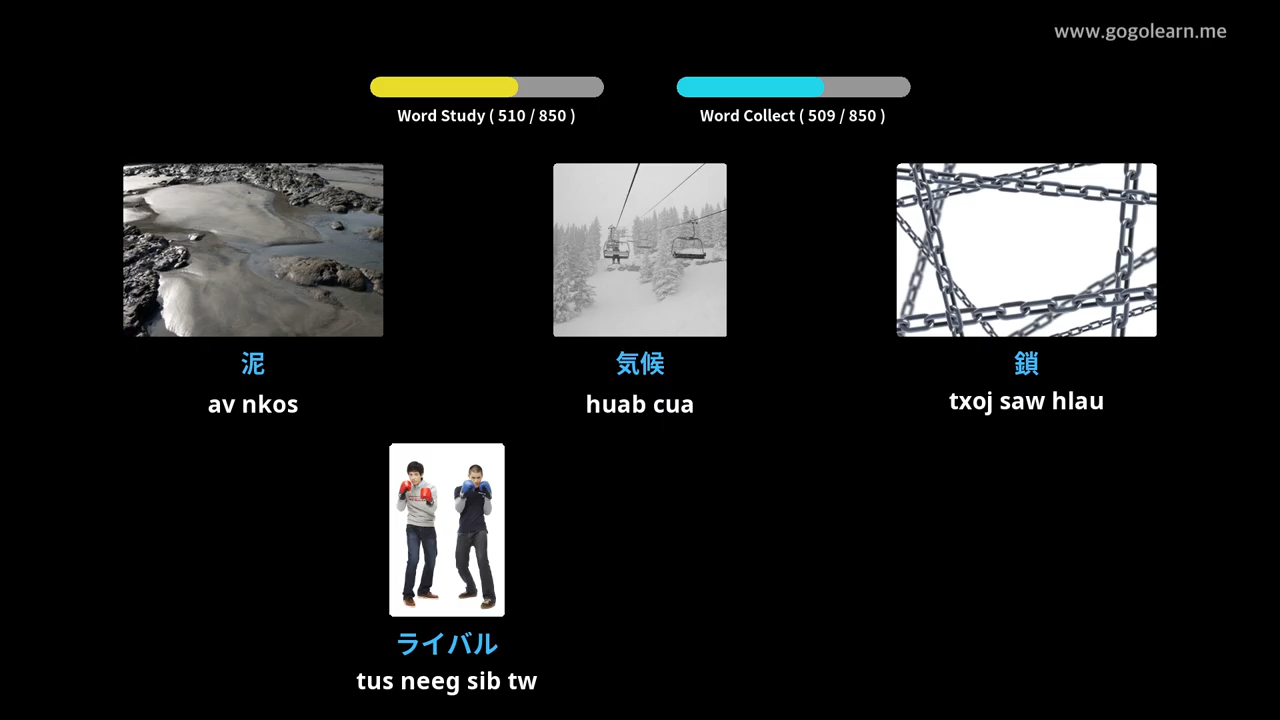 www.gogolearn.me
Word Study ( 510 / 850 )
Word Collect ( 509 / 850 )
泥
気候
鎖
av nkos
huab cua
txoj saw hlau
ライバル
tus neeg sib tw